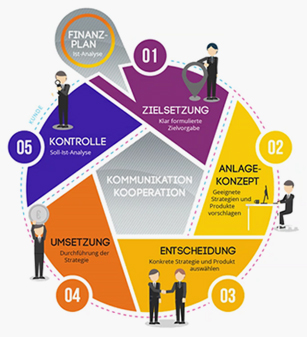 FINANZ-
PLAN
Ist-Analyse
01
ZIELSETZUNG
Klar formulierte
Zielvorgabe
02
ANLAGE-
KONZEPT
Geeignete
Strategien und
Produkte
vorschlagen
03
ENTSCHEIDUNG
Konkrete Strategie und Produkt
auswählen
04
UMSETZUNG
Durchführung der
Strategie
05
KONTROLLE
Soll-Ist-Analyse
KUNDE
KOMMUNIKATION
KOOPERATION